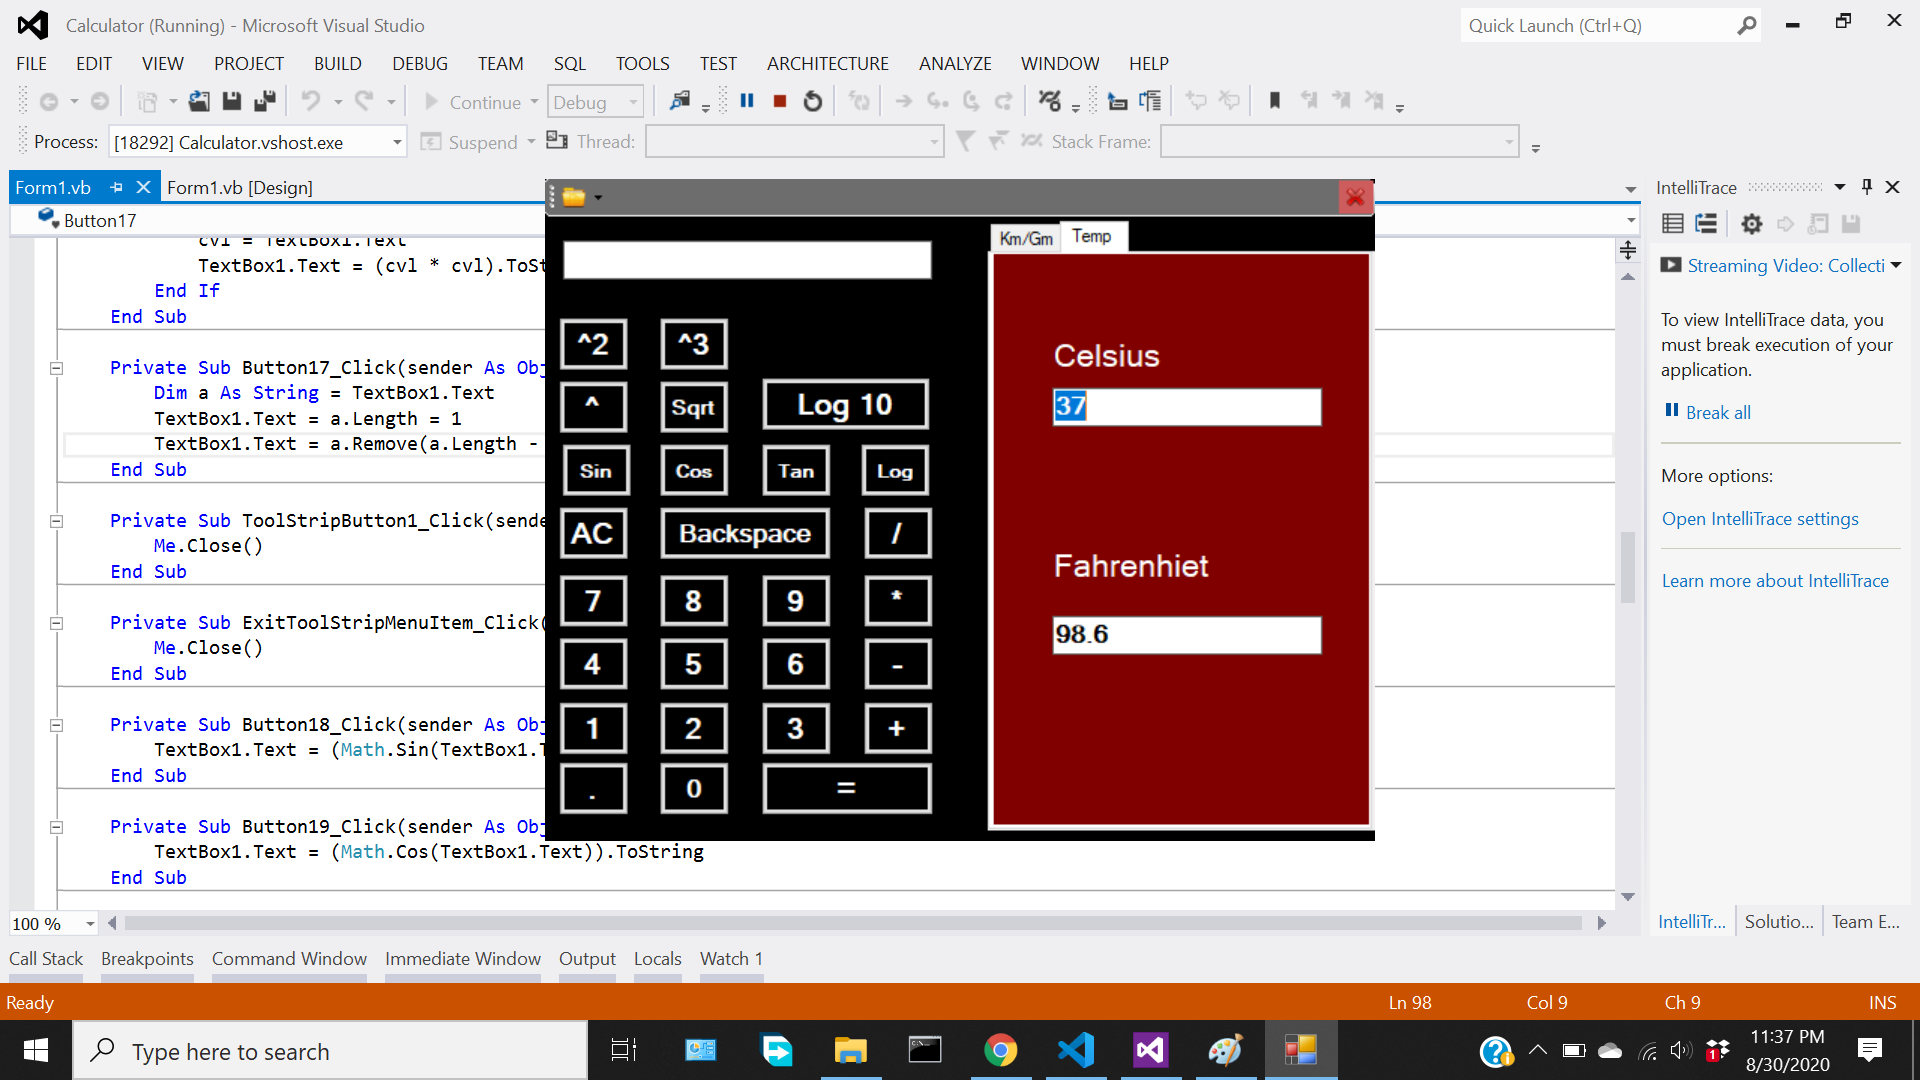 Calculator (Running) - Microsoft Visual Studio
Quick Launch (Ctrl+Q)
FILE EDIT VIEW PROJECT BUILD DEBUG TEAM SQL TOOLS TEST ARCHITECTURE ANALYZE WINDOW HELP
Continue Debug
Process: [18292] Calculator.vshost.exe Suspend Thread: Stack Frame:
Form1.vb Form1.vb [Design]
Button17
cvl = TextBox1.Text
TextBox1.Text = (cvl * cvl).ToSt
End If
End Sub
Private Sub Button17_Click(sender As Obj
Dim a As String = TextBox1.Text
TextBox1.Text = a.Length = 1
TextBox1.Text = a.Remove(a.Length -
End Sub
Private Sub ToolStripButton1_Click(sende
Me.Close()
End Sub
Private Sub ExitToolStripMenuItem_Click(
Me.Close()
End Sub
Private Sub Button18_Click(sender As Obj
TextBox1.Text = (Math.Sin(TextBox1.T
End Sub
Private Sub Button19_Click(sender As Obj
TextBox1.Text = (Math.Cos(TextBox1.Text)).ToString
End Sub
100 %
^2 ^3
^ Sqrt Log 10
Sin Cos Tan Log
AC Backspace /
7 8 9 *
4 5 6 -
1 2 3 +
. 0 =
Km/Gm Temp
Celsius
37
Fahrenhiet
98.6
IntelliTrace
Streaming Video: Collecti
To view IntelliTrace data, you
must break execution of your
application.
Break all
More options:
Open IntelliTrace settings
Learn more about IntelliTrace
IntelliTr... Solutio... Team E...
Call Stack Breakpoints Command Window Immediate Window Output Locals Watch 1
Ready Ln 98 Col 9 Ch 9 INS
Type here to search
1
11:37 PM
8/30/2020